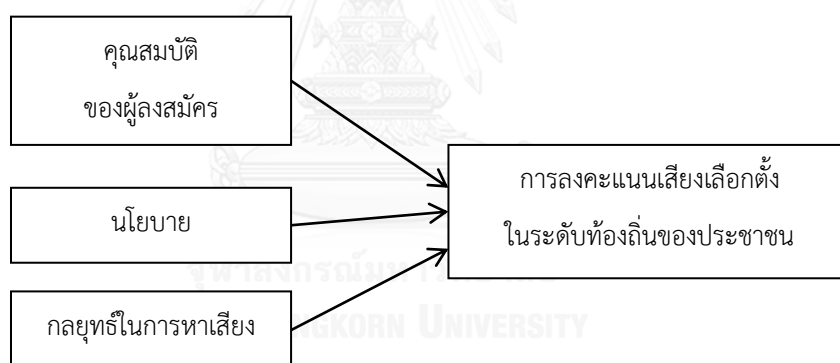 คุณสมบัติ
ของผู้ลงสมัคร
นโยบาย
กลยุทธ์ในการหาเสียง
การลงคะแนนเสียงเลือกตั้ง
ในระดับท้องถิ่นของประชาชน
UNIVERSITY